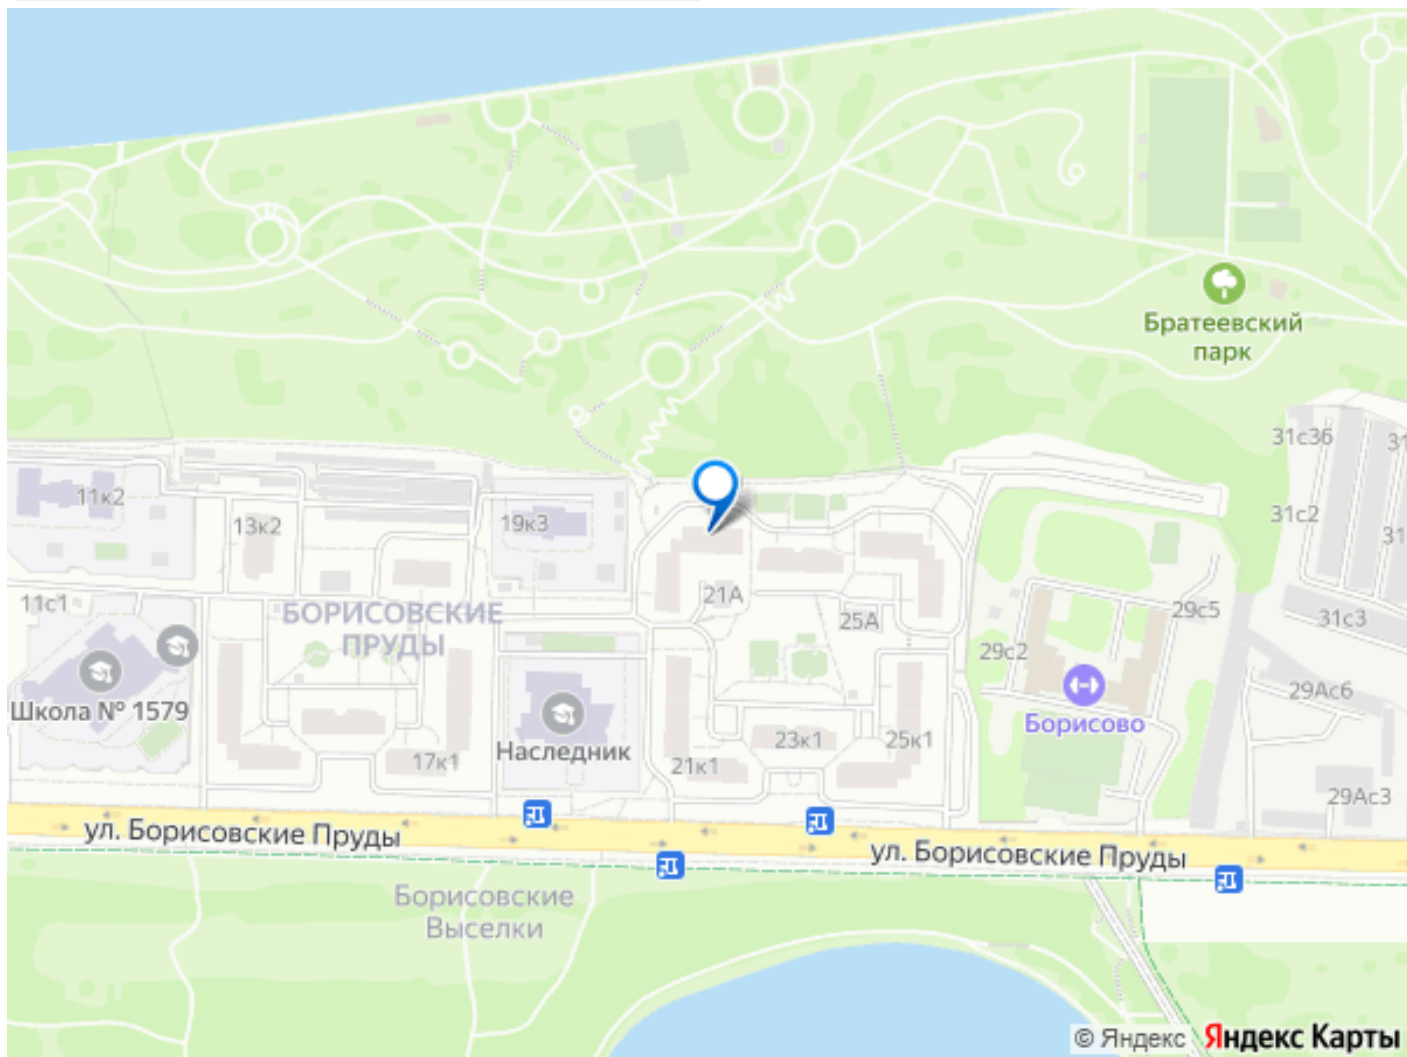 Братеевский
парк
31с36
31
11к2
19к3
13к2
31с2
31
21А
11с1
БОРИСОВСКИЕ
ПРУДЫ
25А
29с5
31с3
29с2
29Ас6
Школа № 1579
Борисово
Наследник
23к1
25к1
17к1
21к1
29Ас3
ул. Борисовские Пруды
ул. Борисовские Пруды
Борисовские
Выселки
© Яндекс Яндекс Карты